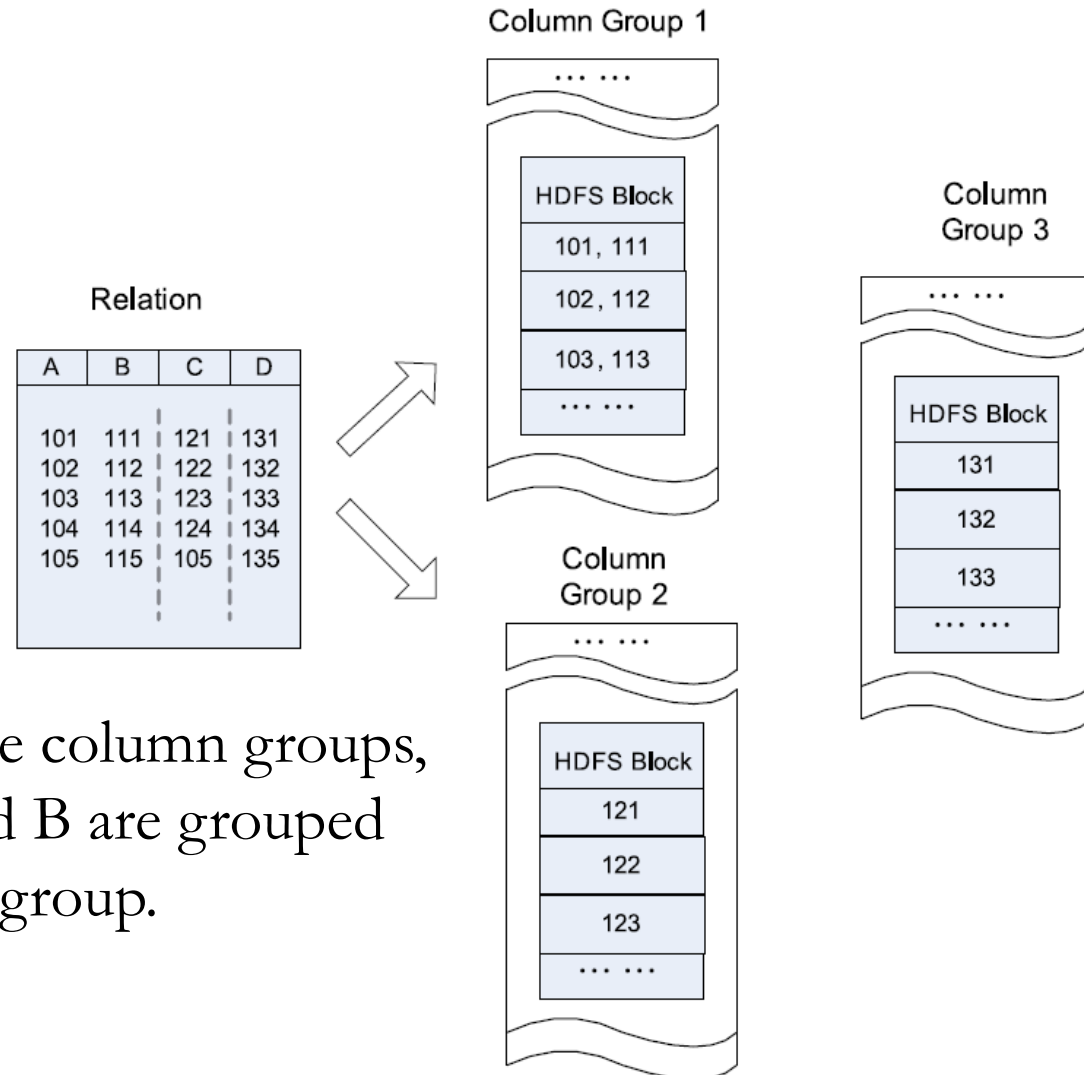 Column Group 1
... ...
HDFS Block
101, 111
102, 112
103, 113
... ...
Column
Group 3
... ...
HDFS Block
131
132
133
... ...
Relation
A B C D
101 111 121 131
102 112 122 132
103 113 123 133
104 114 124 134
105 115 105 135
Column
Group 2
... ...
HDFS Block
121
122
123
... ...
column groups,
B are grouped
group.